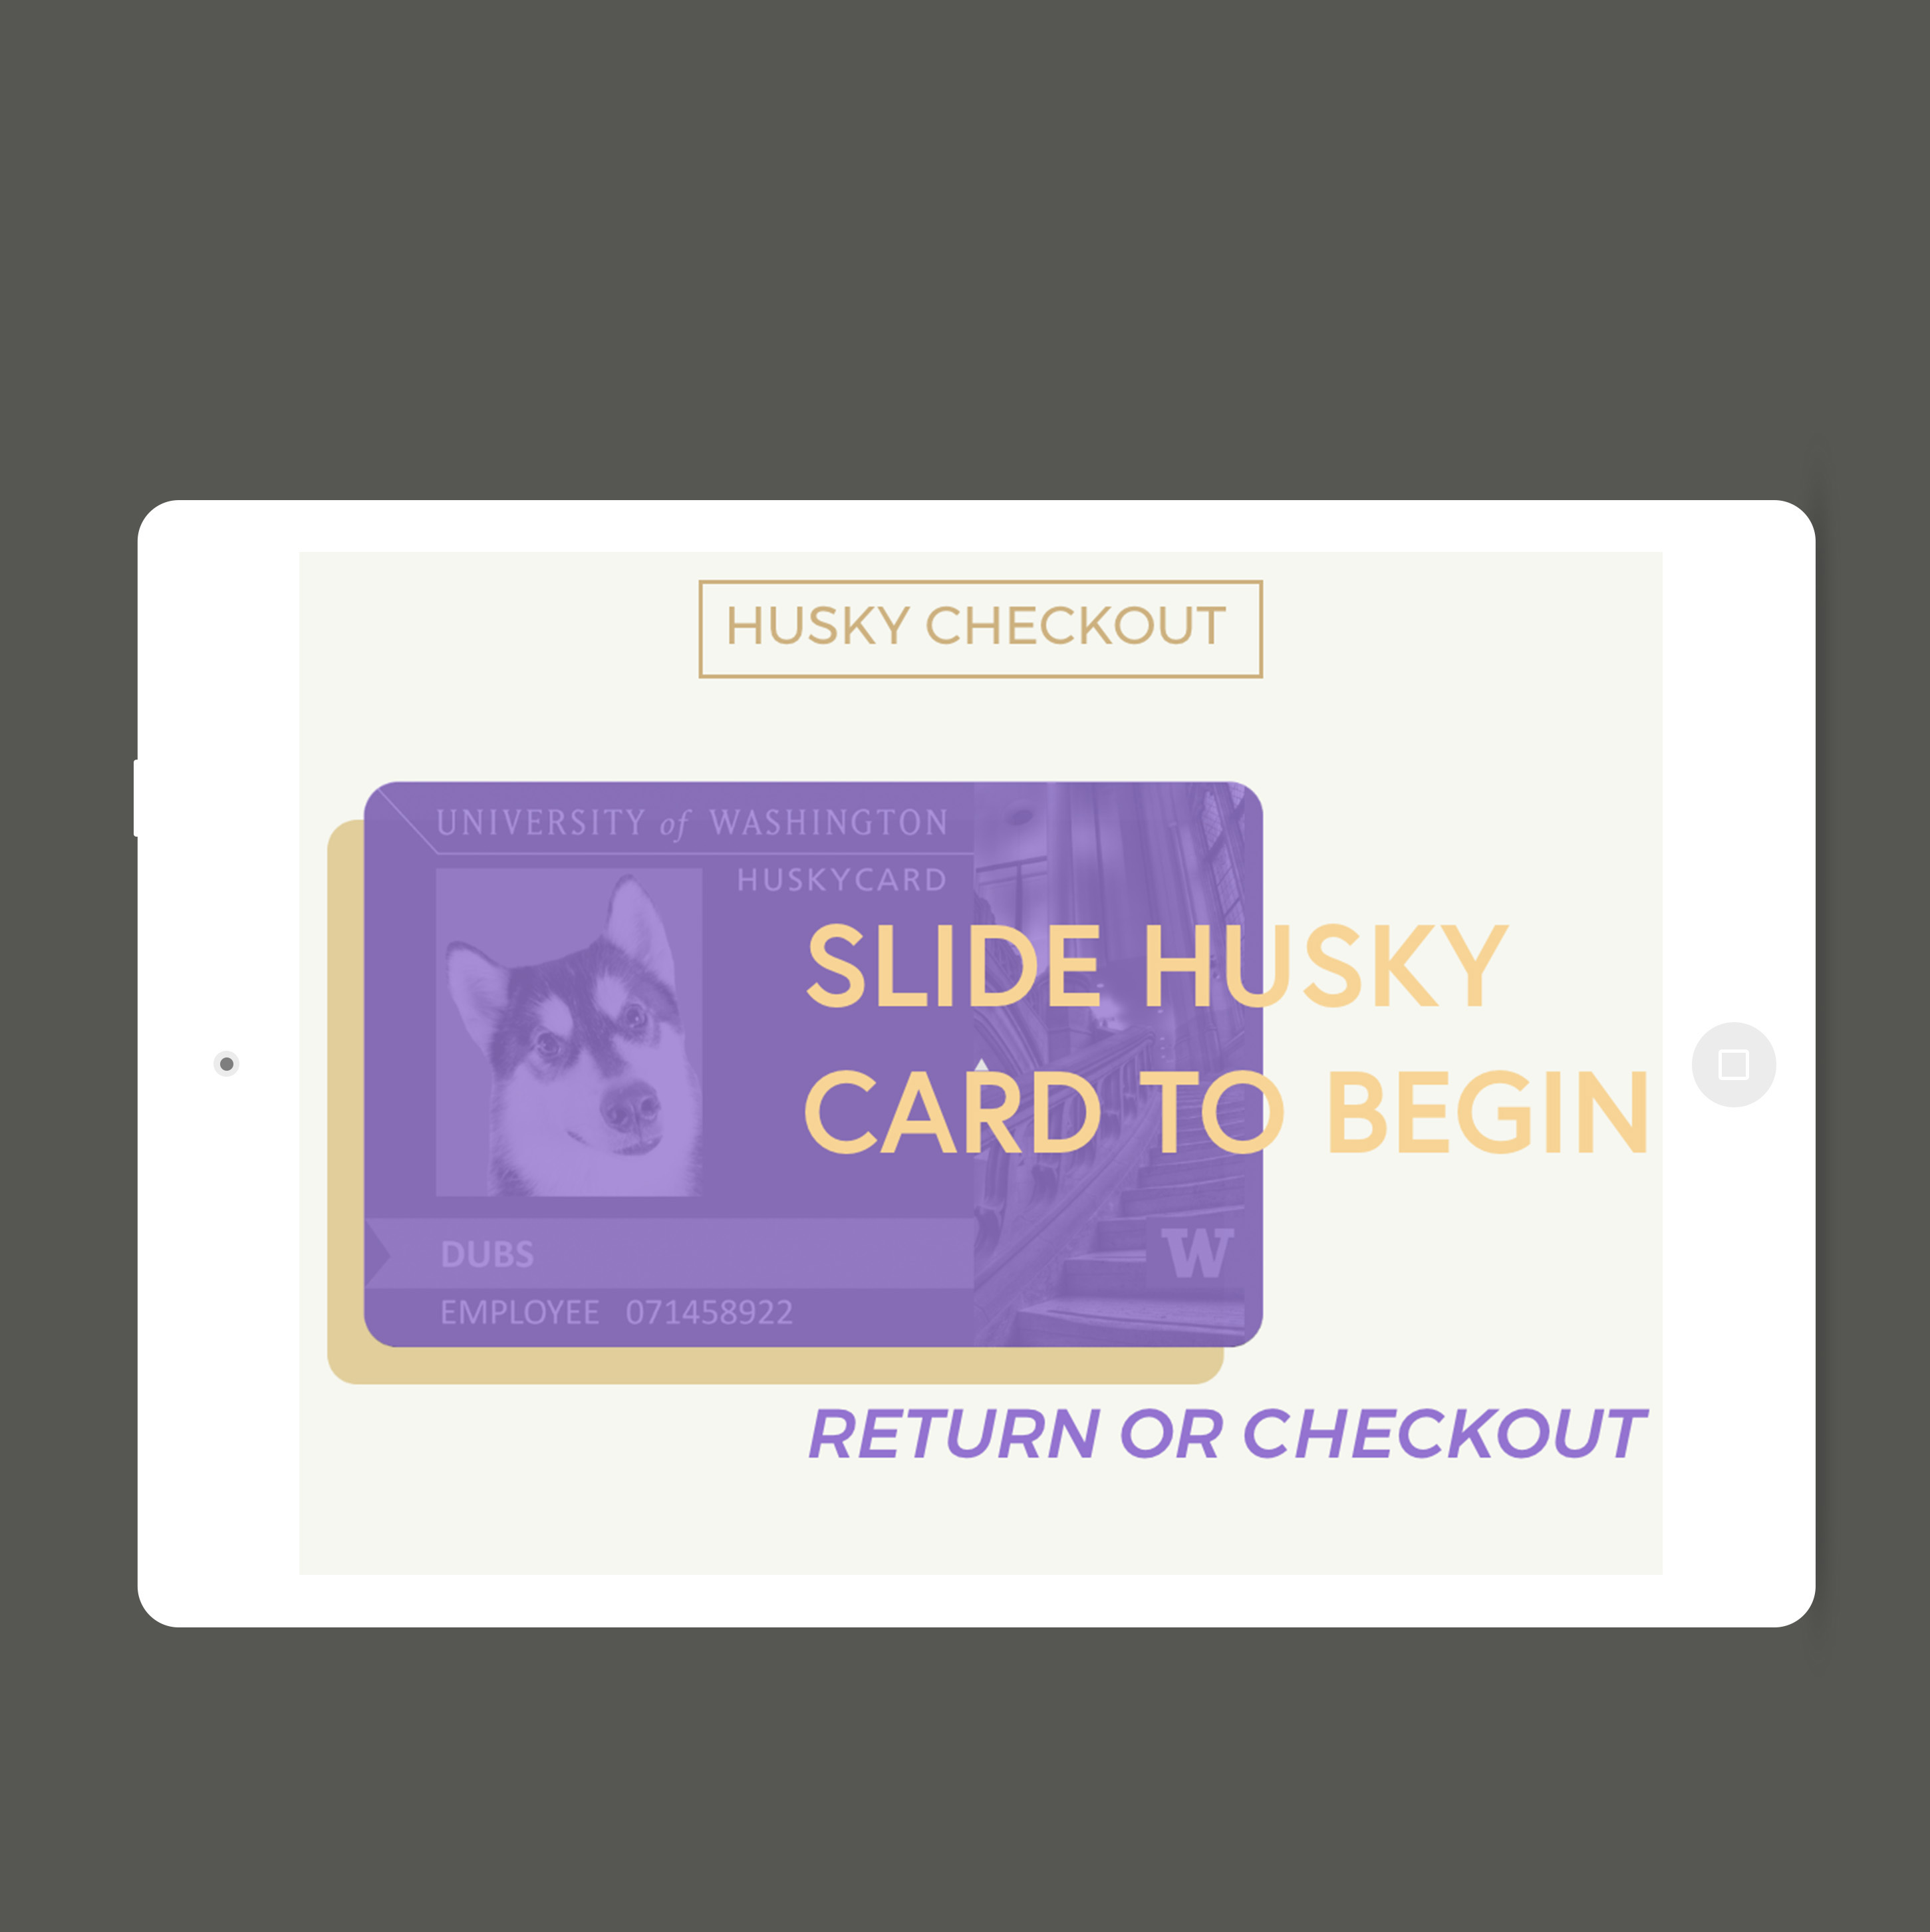 HUSKY CHECKOUT
UNIVERSITY of WASHINGTON
HUSKYCARD
SLIDE HUSKY
CARD TO BEGIN
W
DUBS
EMPLOYEE 071458922
RETURN OR CHECKOUT